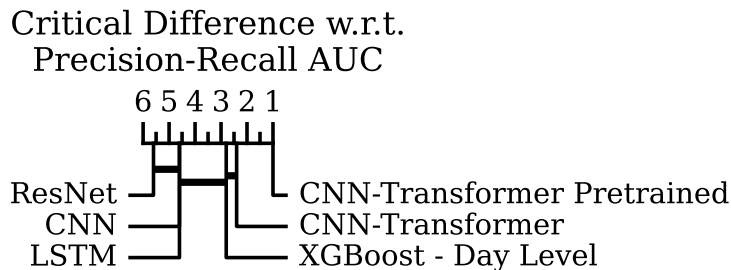 Critical Difference w.r.t.
Precision-Recall AUC
6 5 4 3 2 1
ResNet
CNN-Transformer Pretrained
CNN
CNN-Transformer
LSTM
XGBoost - Day Level